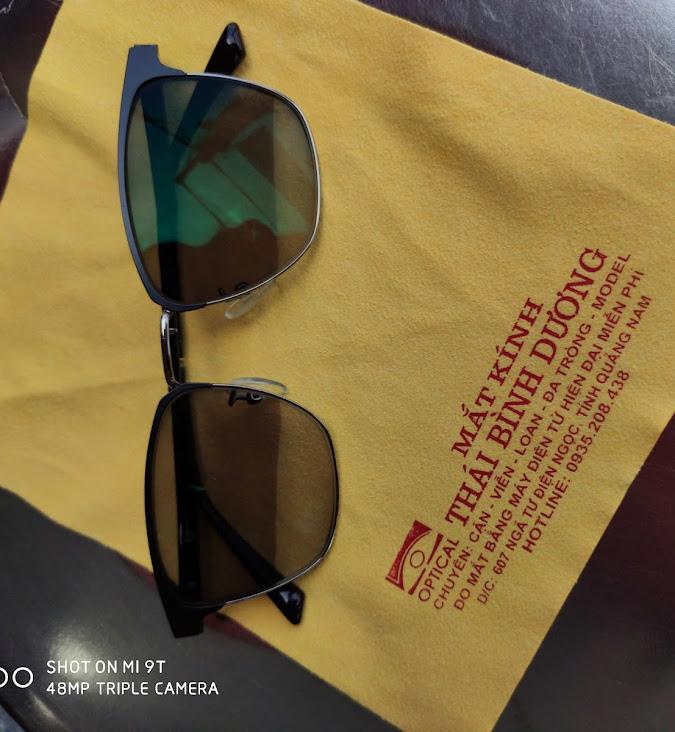 MẮT KÍNH
THÁI BÌNH DƯƠNG
OPTICAL
CHUYÊN: CẬN - VIỄN - LOẠN - ĐA TRÒNG - MODEL
ĐO MẮT BẰNG MÁY ĐIỆN TỬ HIỆN ĐẠI MIỄN PHÍ
Đ/C: 607 NGÃ TƯ ĐIỆN NGỌC, TỈNH QUẢNG NAM
HOTLINE: 0935.208.438
SHOT ON MI 9T
48MP TRIPLE CAMERA